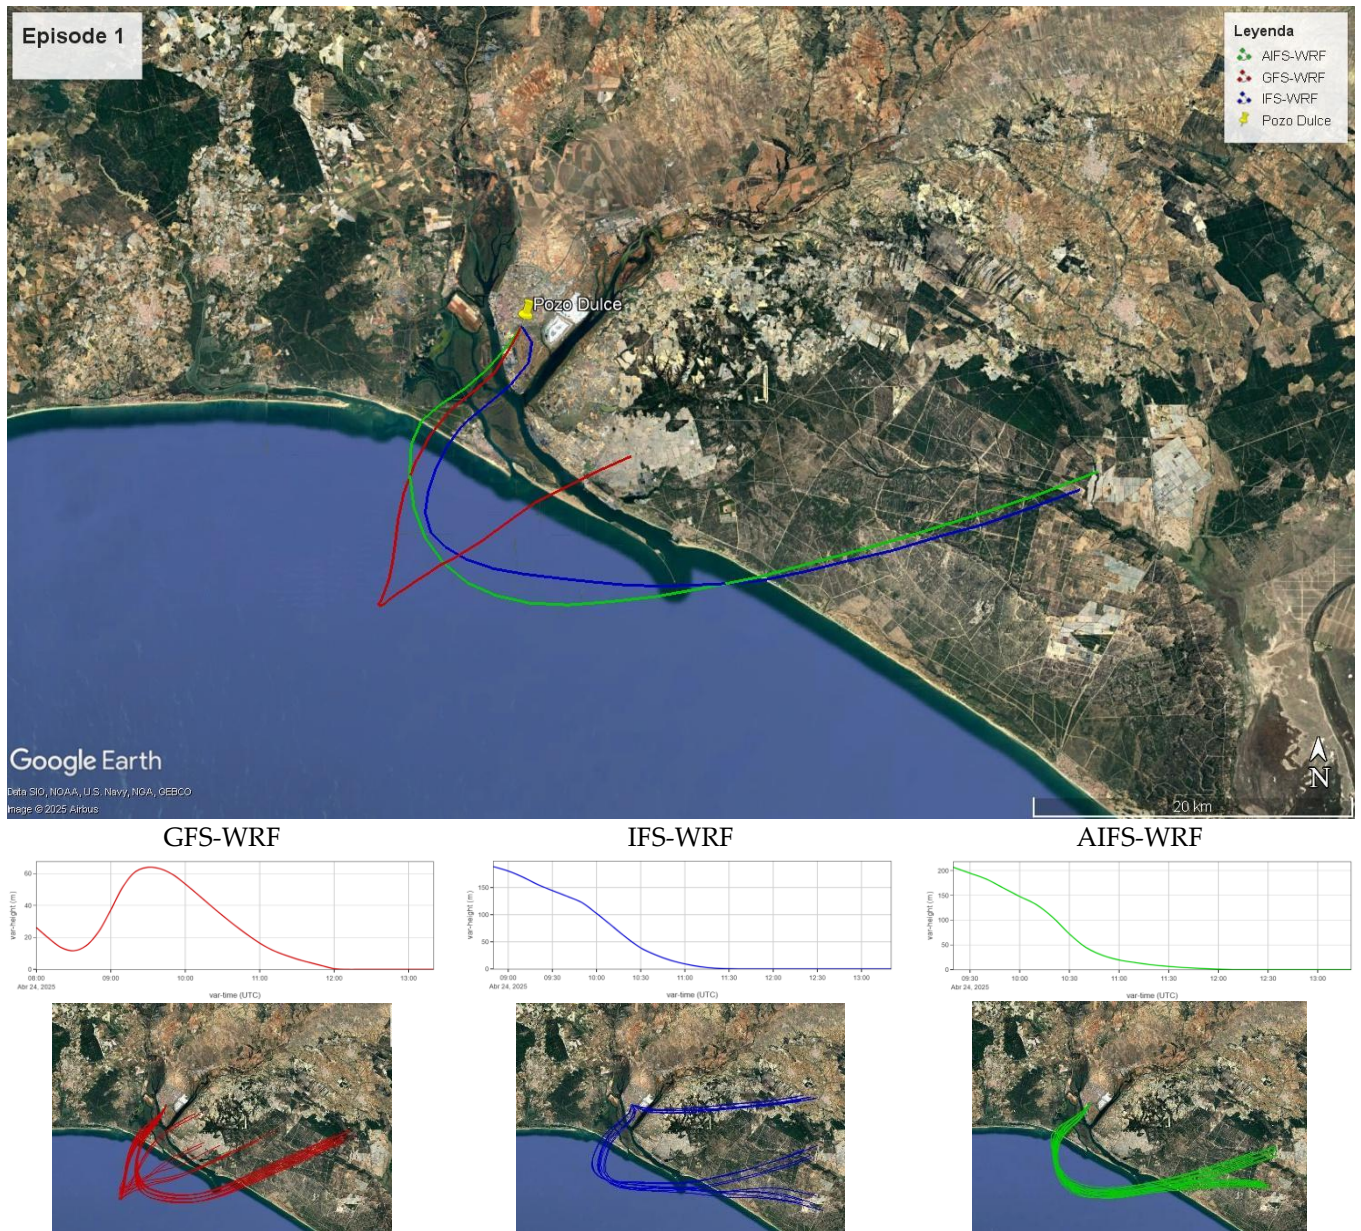 Episode 1
Leyenda
AIFS-WRF
GFS-WRF
IFS-WRF
Pozo Dulce
Pozo Dulce
Google Earth
Data SIO, NOAA, U.S. Navy, NGA, GEBCO
Image © 2025 Airbus
N
20 km
GFS-WRF
IFS-WRF
AIFS-WRF
var-height (m)
60
40
20
0
08:00
09:00
10:00
11:00
12:00
13:00
Abr 24, 2025
var-time (UTC)
var-height (m)
150
100
50
0
09:00
09:30
10:00
10:30
11:00
11:30
12:00
12:30
13:00
Abr 24, 2025
var-time (UTC)
var-height (m)
200
150
100
50
0
09:30
10:00
10:30
11:00
11:30
12:00
12:30
13:00
Abr 24, 2025
var-time (UTC)